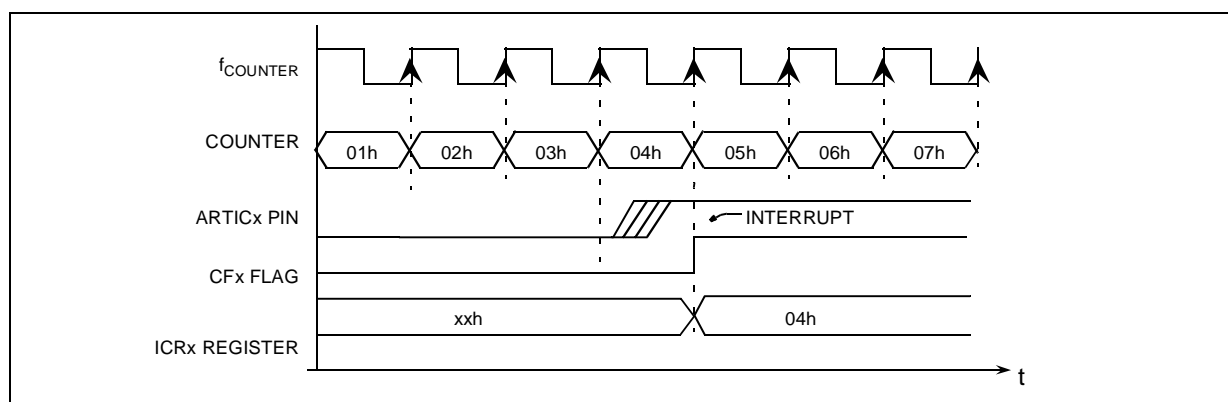 fCOUNTER
COUNTER
01h 02h 03h 04h 05h 06h 07h
ARTICx PIN
INTERRUPT
CFx FLAG
xxh 04h
ICRx REGISTER
t